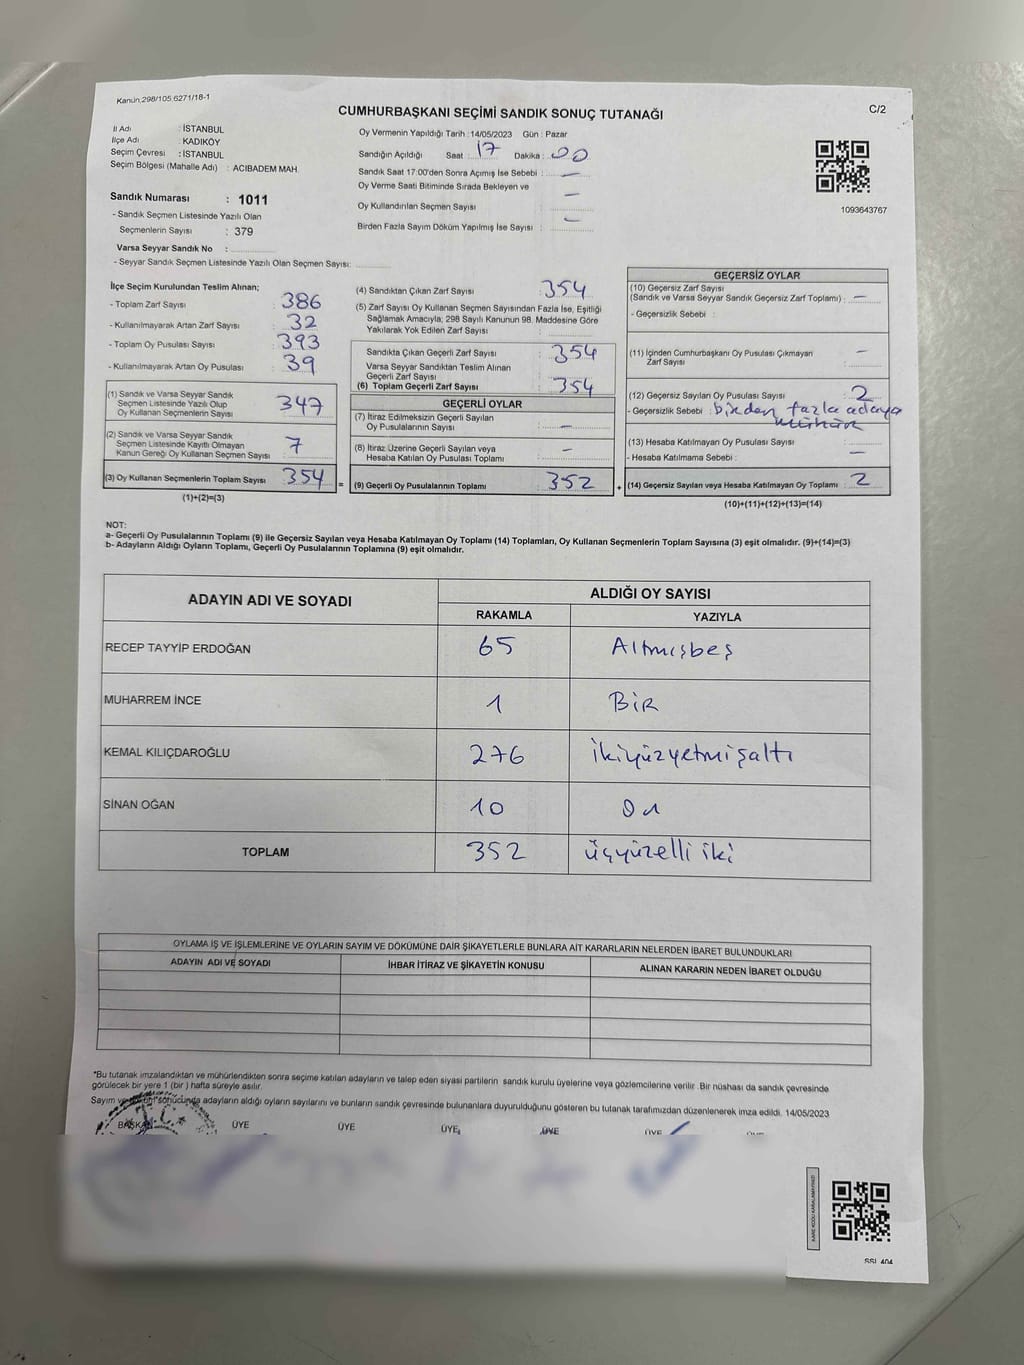 Kanun:298/105 6271/18-1
CUMHURBAŞKANI SEÇİMİ SANDIK SONUÇ TUTANAĞI
C/2
İl Adı : İSTANBUL
İlçe Adı : KADIKÖY
Seçim Çevresi : İSTANBUL
Seçim Bölgesi (Mahalle Adı) : ACIBADEM MAH.
Sandık Numarası : 1011
- Sandık Seçmen Listesinde Yazılı Olan
Seçmenlerin Sayısı : 379
Varsa Seyyar Sandık No :
- Seyyar Sandık Seçmen Listesinde Yazılı Olan Seçmen Sayısı:
Oy Vermenin Yapıldığı Tarih :14/05/2023 Gün : Pazar
Sandığın Açıldığı Saat : 17 Dakika : 00
Sandık Saat 17:00'den Sonra Açımış İse Sebebi : —
Oy Verme Saati Bitiminde Sırada Bekleyen ve
Oy Kullandırılan Seçmen Sayısı : —
Birden Fazla Sayım Döküm Yapılmış İse Sayısı : —
1093643767
İlçe Seçim Kurulundan Teslim Alınan;
- Toplam Zarf Sayısı : 386
- Kullanılmayarak Artan Zarf Sayısı : 32
- Toplam Oy Pusulası Sayısı : 393
- Kullanılmayarak Artan Oy Pusulası : 39
(1) Sandık ve Varsa Seyyar Sandık
Seçmen Listesinde Yazılı Olup
Oy Kullanan Seçmenlerin Sayısı : 347
(2) Sandık ve Varsa Seyyar Sandık
Seçmen Listesinde Kayıtlı Olmayan
Kanun Gereği Oy Kullanan Seçmen Sayısı : 7
(3) Oy Kullanan Seçmenlerin Toplam Sayısı : 354
(1)+(2)=(3)
(4) Sandıktan Çıkan Zarf Sayısı : 354
(5) Zarf Sayısı Oy Kullanan Seçmen Sayısından Fazla İse, Eşitliği
Sağlamak Amacıyla; 298 Sayılı Kanunun 98. Maddesine Göre
Yakılarak Yok Edilen Zarf Sayısı :
Sandıkta Çıkan Geçerli Zarf Sayısı : 354
Varsa Seyyar Sandıktan Teslim Alınan
Geçerli Zarf Sayısı :
(6) Toplam Geçerli Zarf Sayısı : 354
GEÇERLİ OYLAR
(7) İtiraz Edilmeksizin Geçerli Sayılan
Oy Pusulalarının Sayısı : —
(8) İtiraz Üzerine Geçerli Sayılan veya
Hesaba Katılan Oy Pusulası Toplamı : —
= (9) Geçerli Oy Pusulalarının Toplamı : 352
GEÇERSİZ OYLAR
(10) Geçersiz Zarf Sayısı
(Sandık ve Varsa Seyyar Sandık Geçersiz Zarf Toplamı) : —
- Geçersizlik Sebebi :
(11) İçinden Cumhurbaşkanı Oy Pusulası Çıkmayan
Zarf Sayısı : —
(12) Geçersiz Sayılan Oy Pusulası Sayısı : 2
- Geçersizlik Sebebi : birden fazla adaya
mühür
(13) Hesaba Katılmayan Oy Pusulası Sayısı :
- Hesaba Katılmama Sebebi : —
+ (14) Geçersiz Sayılan veya Hesaba Katılmayan Oy Toplamı : 2
(10)+(11)+(12)+(13)=(14)
NOT:
a- Geçerli Oy Pusulalarının Toplamı (9) ile Geçersiz Sayılan veya Hesaba Katılmayan Oy Toplamı (14) Toplamları, Oy Kullanan Seçmenlerin Toplam Sayısına (3) eşit olmalıdır. (9)+(14)=(3)
b- Adayların Aldığı Oyların Toplamı, Geçerli Oy Pusulalarının Toplamına (9) eşit olmalıdır.
ADAYIN ADI VE SOYADI
ALDIĞI OY SAYISI
RAKAMLA YAZIYLA
RECEP TAYYİP ERDOĞAN 65 Altmışbeş
MUHARREM İNCE 1 Bir
KEMAL KILIÇDAROĞLU 276 ikiyüzyetmişaltı
SİNAN OĞAN 10 On
TOPLAM 352 üçyüzelli iki
OYLAMA İŞ VE İŞLEMLERİNE VE OYLARIN SAYIM VE DÖKÜMÜNE DAİR ŞİKAYETLERLE BUNLARA AİT KARARLARIN NELERDEN İBARET BULUNDUKLARI
ADAYIN ADI VE SOYADI İHBAR İTİRAZ VE ŞİKAYETİN KONUSU ALINAN KARARIN NEDEN İBARET OLDUĞU
*Bu tutanak imzalandıktan ve mühürlendikten sonra seçime katılan adayların ve talep eden siyasi partilerin sandık kurulu üyelerine veya gözlemcilerine verilir. Bir nüshası da sandık çevresinde
görülecek bir yere 1 (bir) hafta süreyle asılır.
Sayım ve sonucunda adayların aldığı oyların sayılarını ve bunların sandık çevresinde bulunanlara duyurulduğunu gösteren bu tutanak tarafımızdan düzenlenerek imza edildi. 14/05/2023
BAŞKAN ÜYE ÜYE ÜYE ÜYE ÜYE
T.C.